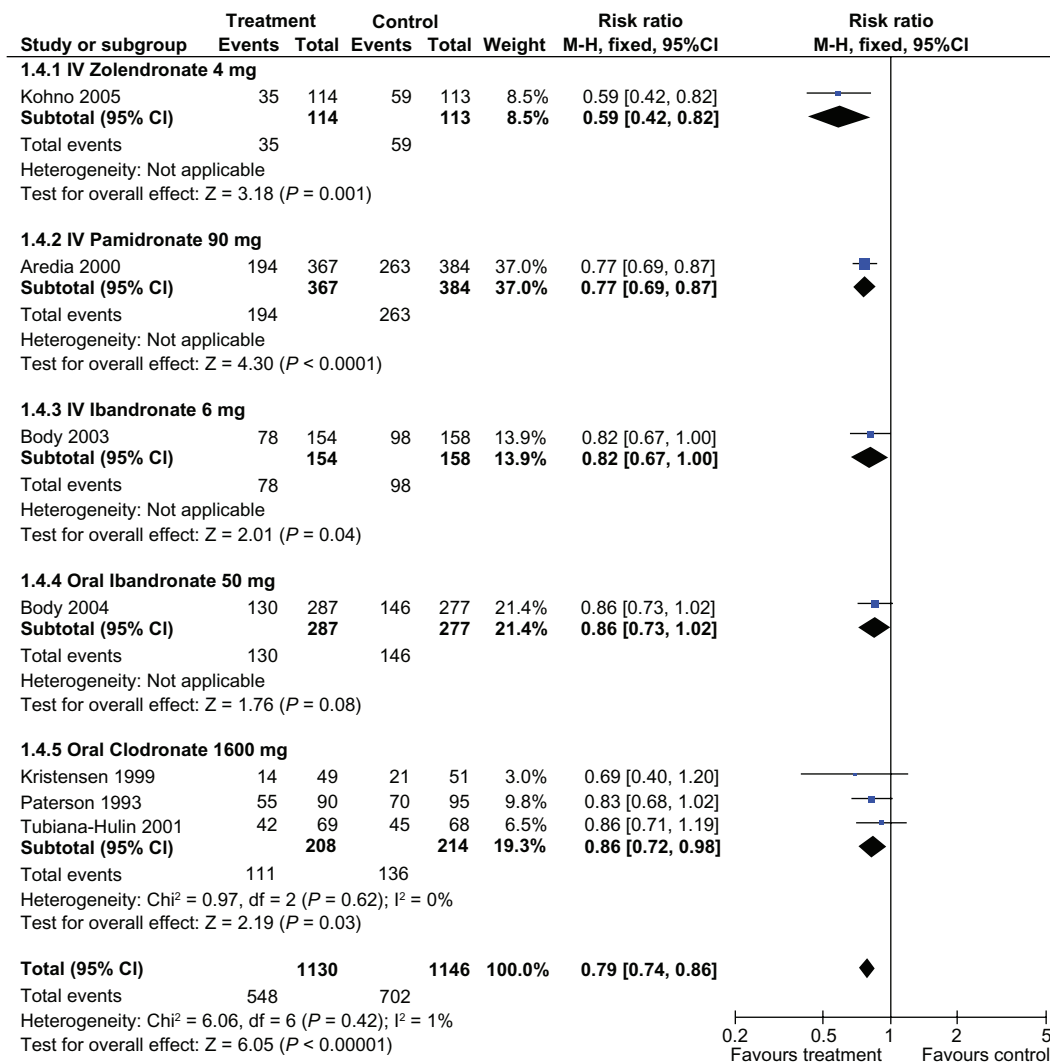 Treatment Control Risk ratio Risk ratio
Study or subgroup Events Total Events Total Weight M-H, fixed, 95%CI M-H, fixed, 95%CI
1.4.1 IV Zolendronate 4 mg
Kohno 2005 35 114 59 113 8.5% 0.59 [0.42, 0.82]
Subtotal (95% CI) 114 113 8.5% 0.59 [0.42, 0.82]
Total events 35 59
Heterogeneity: Not applicable
Test for overall effect: Z = 3.18 (P = 0.001)
1.4.2 IV Pamidronate 90 mg
Aredia 2000 194 367 263 384 37.0% 0.77 [0.69, 0.87]
Subtotal (95% CI) 367 384 37.0% 0.77 [0.69, 0.87]
Total events 194 263
Heterogeneity: Not applicable
Test for overall effect: Z = 4.30 (P < 0.0001)
1.4.3 IV Ibandronate 6 mg
Body 2003 78 154 98 158 13.9% 0.82 [0.67, 1.00]
Subtotal (95% CI) 154 158 13.9% 0.82 [0.67, 1.00]
Total events 78 98
Heterogeneity: Not applicable
Test for overall effect: Z = 2.01 (P = 0.04)
1.4.4 Oral Ibandronate 50 mg
Body 2004 130 287 146 277 21.4% 0.86 [0.73, 1.02]
Subtotal (95% CI) 287 277 21.4% 0.86 [0.73, 1.02]
Total events 130 146
Heterogeneity: Not applicable
Test for overall effect: Z = 1.76 (P = 0.08)
1.4.5 Oral Clodronate 1600 mg
Kristensen 1999 14 49 21 51 3.0% 0.69 [0.40, 1.20]
Paterson 1993 55 90 70 95 9.8% 0.83 [0.68, 1.02]
Tubiana-Hulin 2001 42 69 45 68 6.5% 0.86 [0.71, 1.19]
Subtotal (95% CI) 208 214 19.3% 0.86 [0.72, 0.98]
Total events 111 136
Heterogeneity: Chi² = 0.97, df = 2 (P = 0.62); I² = 0%
Test for overall effect: Z = 2.19 (P = 0.03)
Total (95% CI) 1130 1146 100.0% 0.79 [0.74, 0.86]
Total events 548 702
Heterogeneity: Chi² = 6.06, df = 6 (P = 0.42); I² = 1%
Test for overall effect: Z = 6.05 (P < 0.00001)
0.2 0.5 1 2 5
Favours treatment Favours control